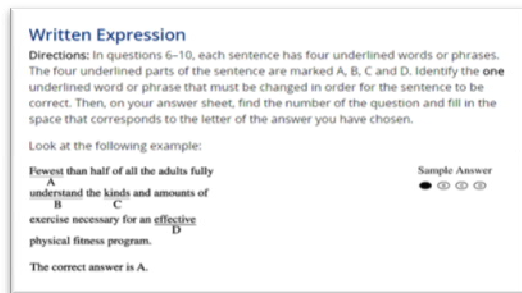 Written Expression
Directions: In questions 6–10, each sentence has four underlined words or phrases.
The four underlined parts of the sentence are marked A, B, C and D. Identify the one
underlined word or phrase that must be changed in order for the sentence to be
correct. Then, on your answer sheet, find the number of the question and fill in the
space that corresponds to the letter of the answer you have chosen.
Look at the following example:
Fewest than half of all the adults fully
A
understand the kinds and amounts of
B C
exercise necessary for an effective
D
physical fitness program.
The correct answer is A.
Sample Answer